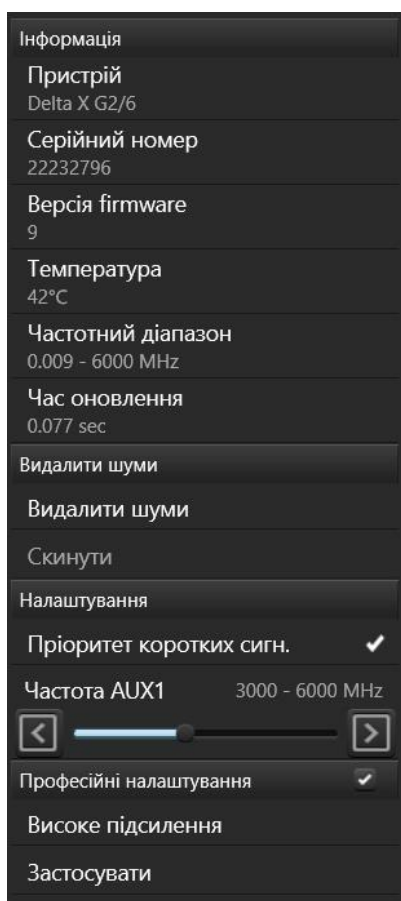 Інформація
Пристрій
Delta X G2/6
Серійний номер
22232796
Версія firmware
9
Температура
42°C
Частотний діапазон
0.009 - 6000 MHz
Час оновлення
0.077 sec
Видалити шуми
Видалити шуми
Скинути
Налаштування
Пріоритет коротких сигн.
Частота AUX1 3000 - 6000 MHz
Професійні налаштування
Високе підсилення
Застосувати